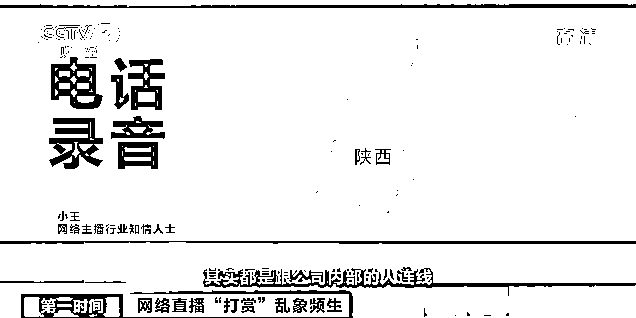 CCTV 2
财经
高清
电话
录音
陕西
小王
网络主播行业知情人士
其实都是跟公司内部的人连线
第一时间 网络直播“打赏”乱象频生